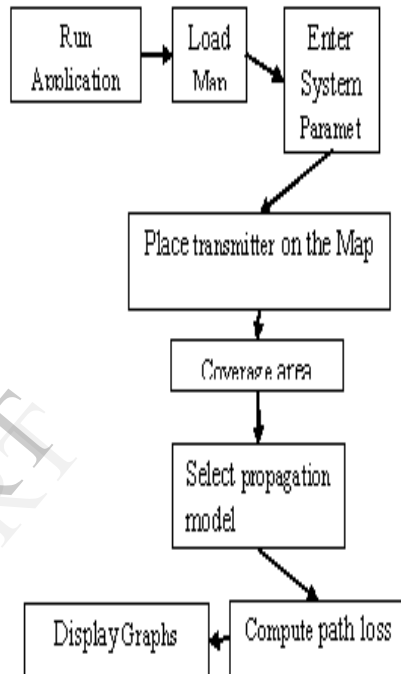 Run
Application
Load
Map
Enter
System
Paramet
Place transmitter on the Map
Coverage area
Select propagation
model
Compute path loss
Display Graphs
RT